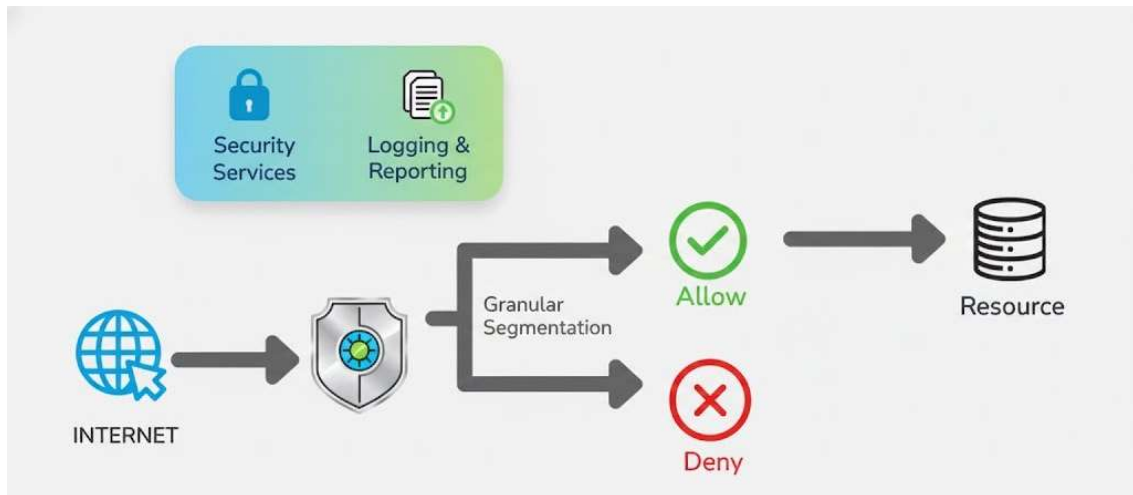 Security
Services
Logging &
Reporting
Granular
Segmentation
Allow
Resource
INTERNET
Deny